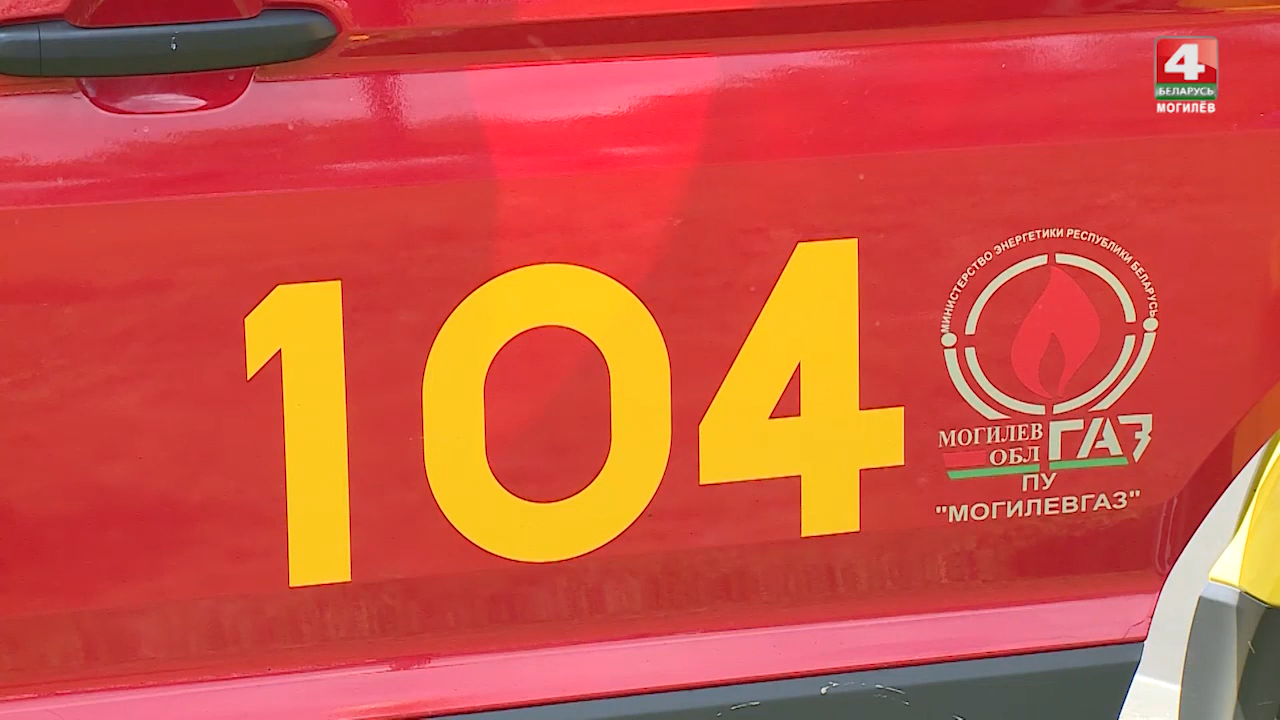 4
БЕЛАРУСЬ
МОГИЛЁВ
104
МИНИСТЕРСТВО ЭНЕРГЕТИКИ РЕСПУБЛИКИ БЕЛАРУСЬ
МОГИЛЕВ
ОБЛ ГАЗ
ПУ
"МОГИЛЕВГАЗ"